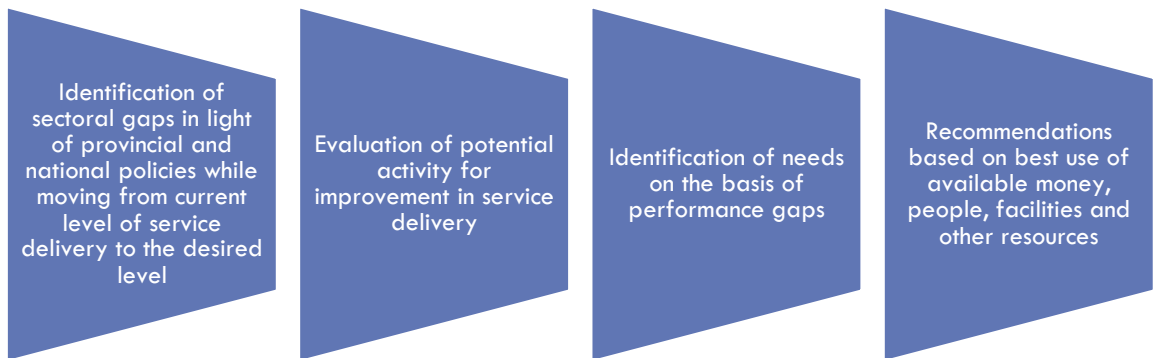 Identification of
sectoral gaps in light
of provincial and
national policies while
moving from current
level of service
delivery to the desired
level
Evaluation of potential
activity for
improvement in service
delivery
Identification of needs
on the basis of
performance gaps
Recommendations
based on best use of
available money,
people, facilities and
other resources